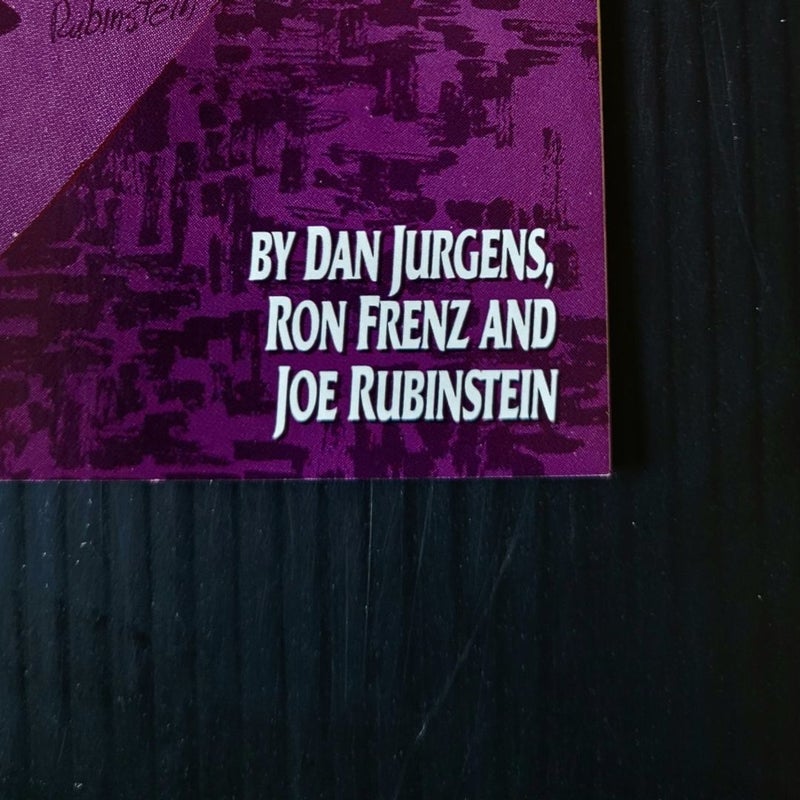 Rubinstein
BY DAN JURGENS,
RON FRENZ AND
JOE RUBINSTEIN